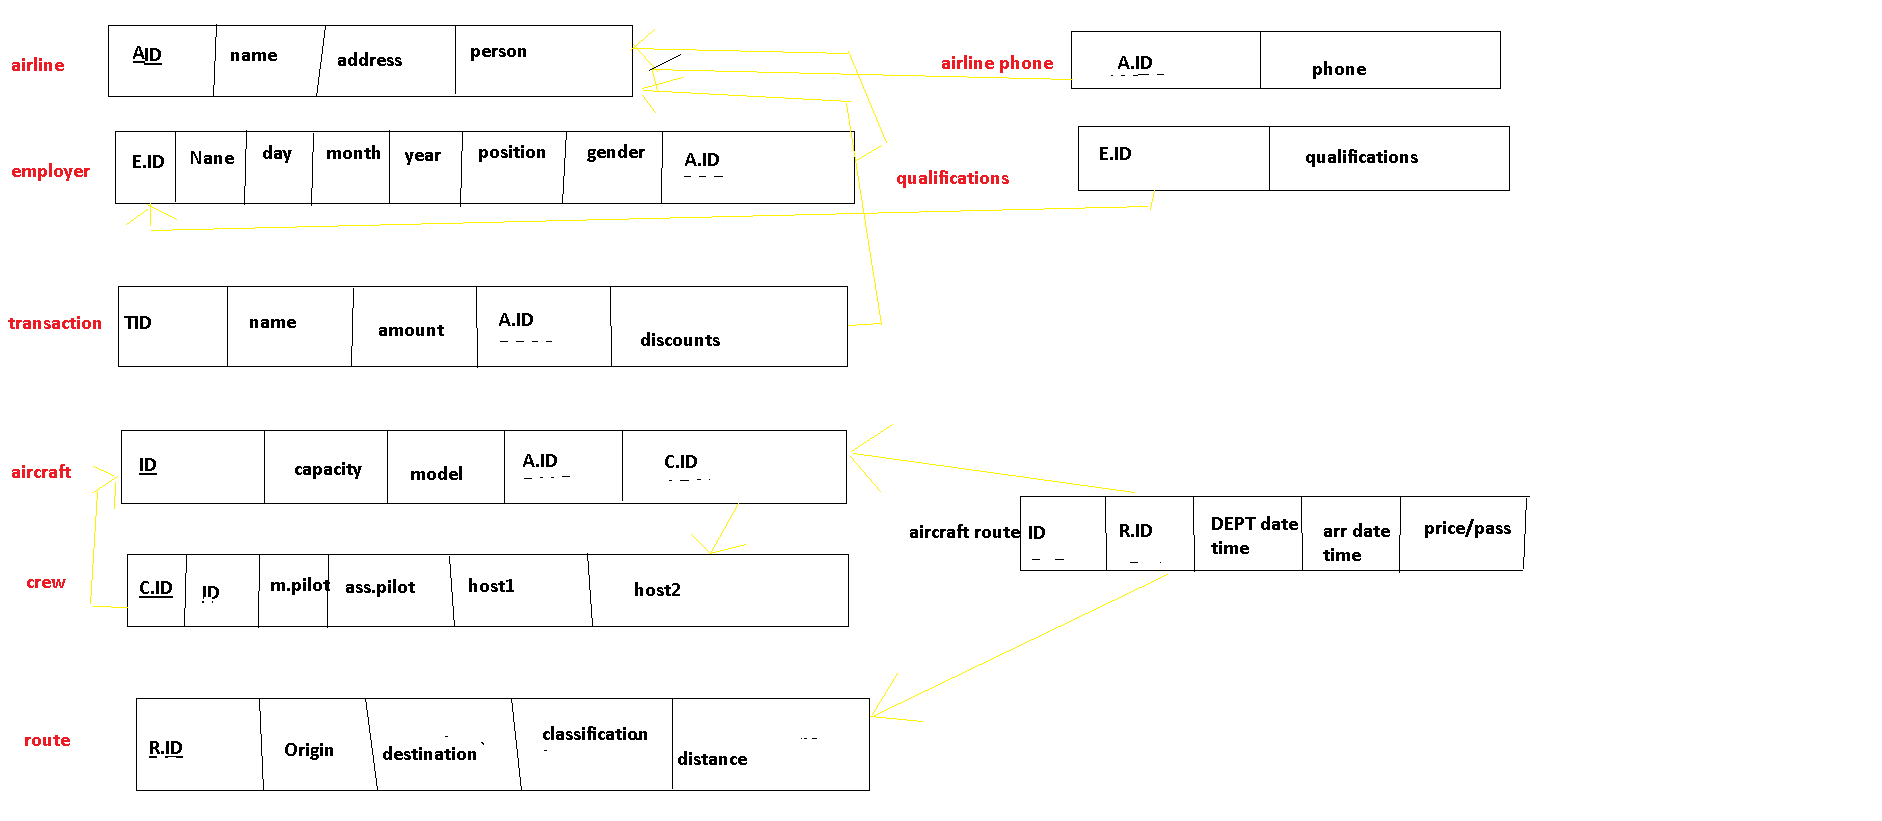 airline
AID
name
address
person
airline phone
A.ID
phone
employer
E.ID
Nane
day
month
year
position
gender
A.ID
qualifications
E.ID
qualifications
transaction
TID
name
amount
A.ID
discounts
aircraft
ID
capacity
model
A.ID
C.ID
aircraft route
ID
R.ID
DEPT date
time
arr date
time
price/pass
crew
C.ID
ID
m.pilot
ass.pilot
host1
host2
route
R.ID
Origin
destination
classification
distance